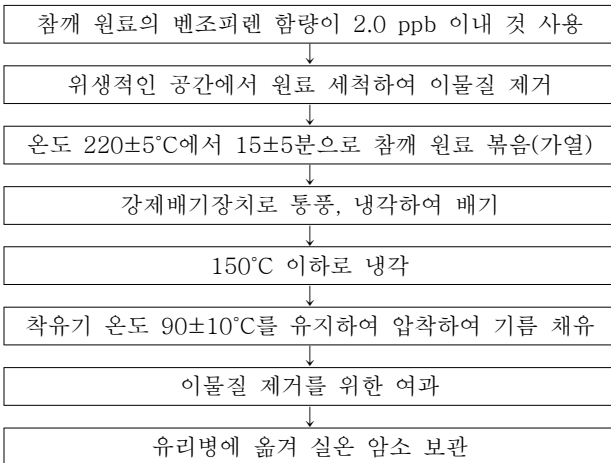 참깨 원료의 벤조피렌 함량이 2.0 ppb 이내 것 사용
위생적인 공간에서 원료 세척하여 이물질 제거
온도 220±5℃에서 15±5분으로 참깨 원료 볶음(가열)
강제배기장치로 통풍, 냉각하여 배기
150℃ 이하로 냉각
착유기 온도 90±10℃를 유지하여 압착하여 기름 채유
이물질 제거를 위한 여과
유리병에 옮겨 실온 암소 보관